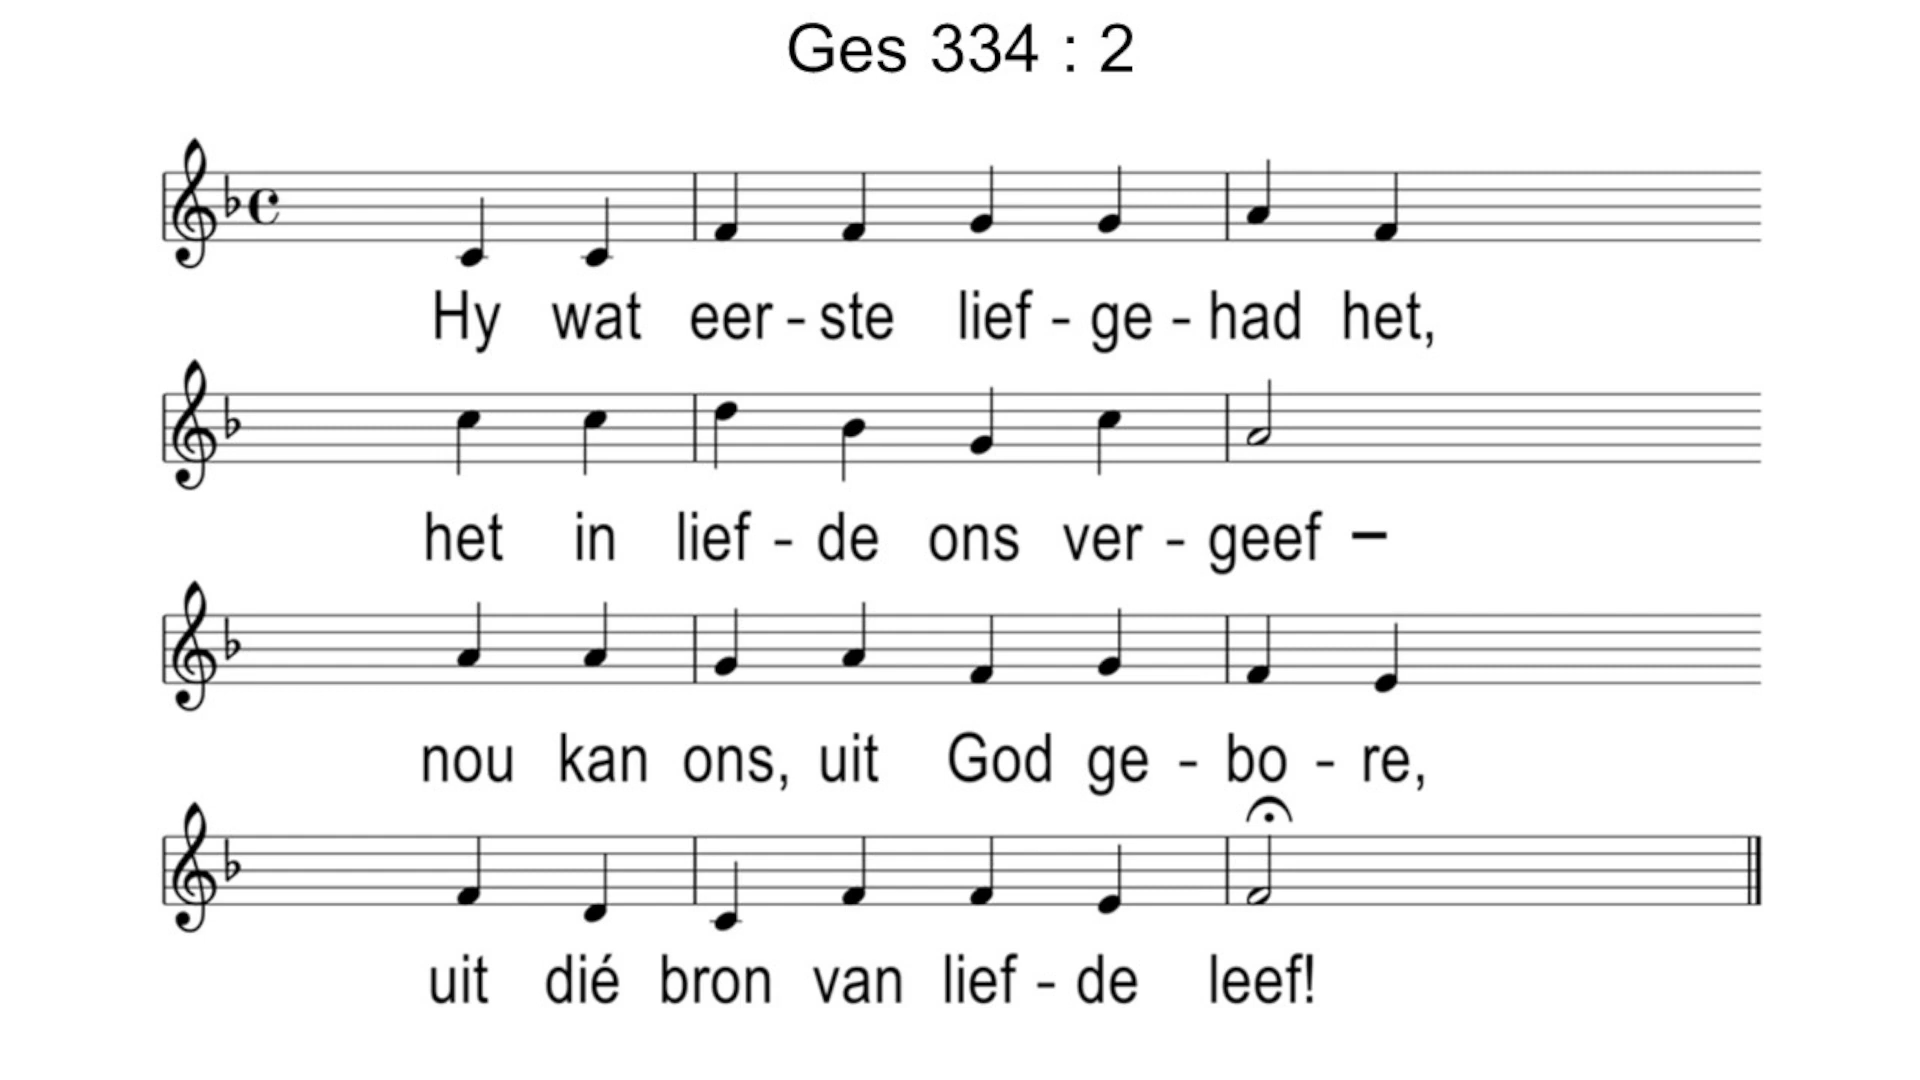 Ges 334 : 2
Hy wat eer - ste lief - ge - had het,
het in lief - de ons ver - geef –
nou kan ons, uit God ge - bo - re,
uit dié bron van lief - de leef!